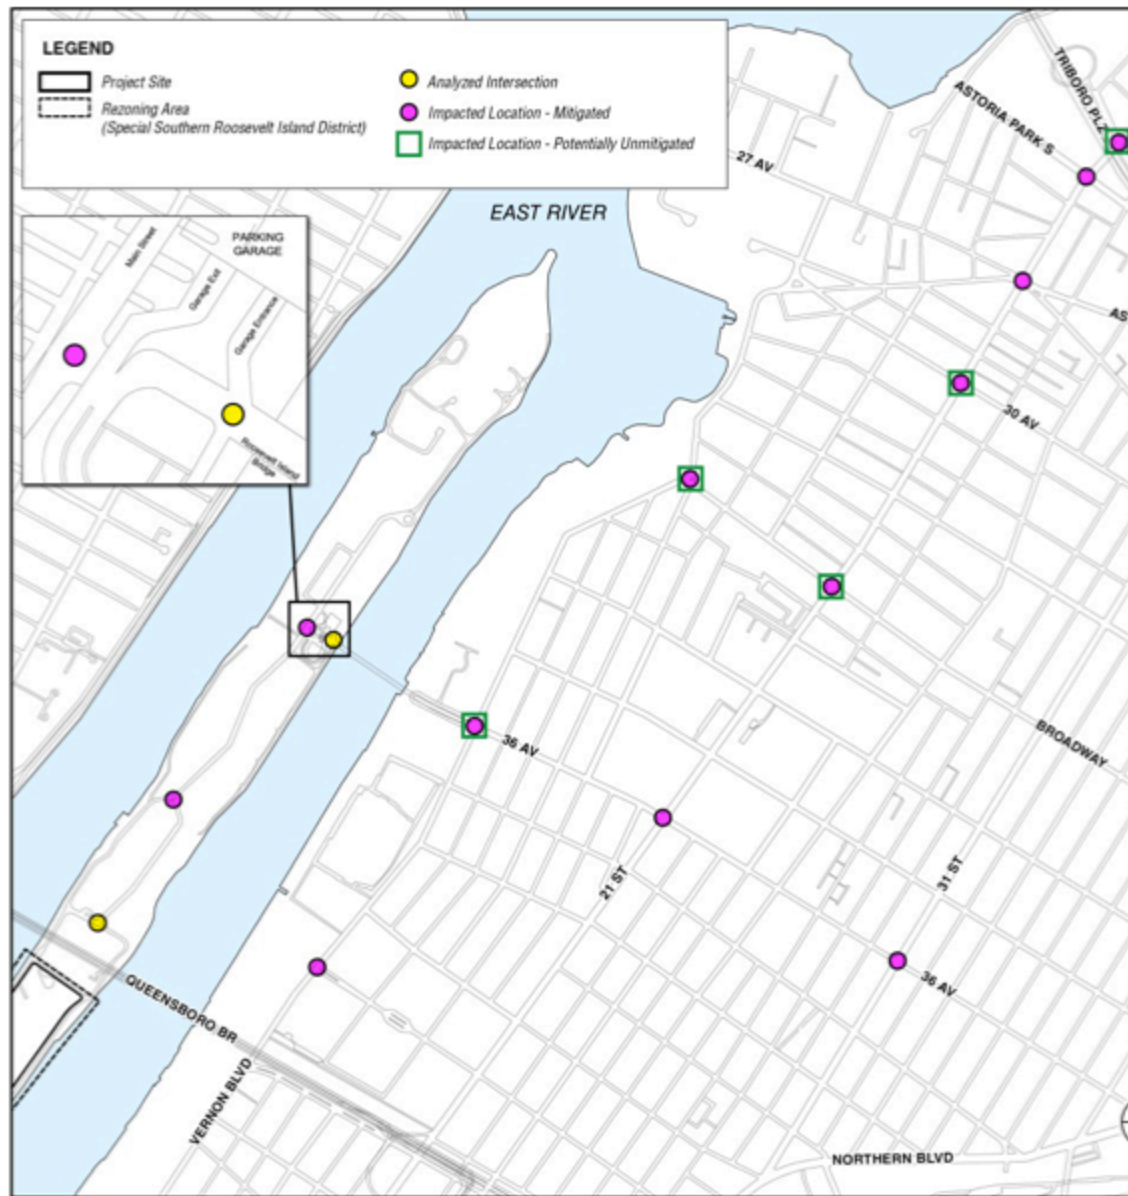 LEGEND
Project Site
Rezoning Area
(Special Southern Roosevelt Island District)
Analyzed Intersection
Impacted Location - Mitigated
Impacted Location - Potentially Unmitigated
TRIBORO PLZ
ASTORIA PARK S
27 AV
EAST RIVER
PARKING
GARAGE
Main Street
Garage Exit
Garage Entrance
Roosevelt Island
Bridge
AS
30 AV
36 AV
BROADWAY
21 ST
31 ST
36 AV
QUEENSBORO BR
VERNON BLVD
NORTHERN BLVD